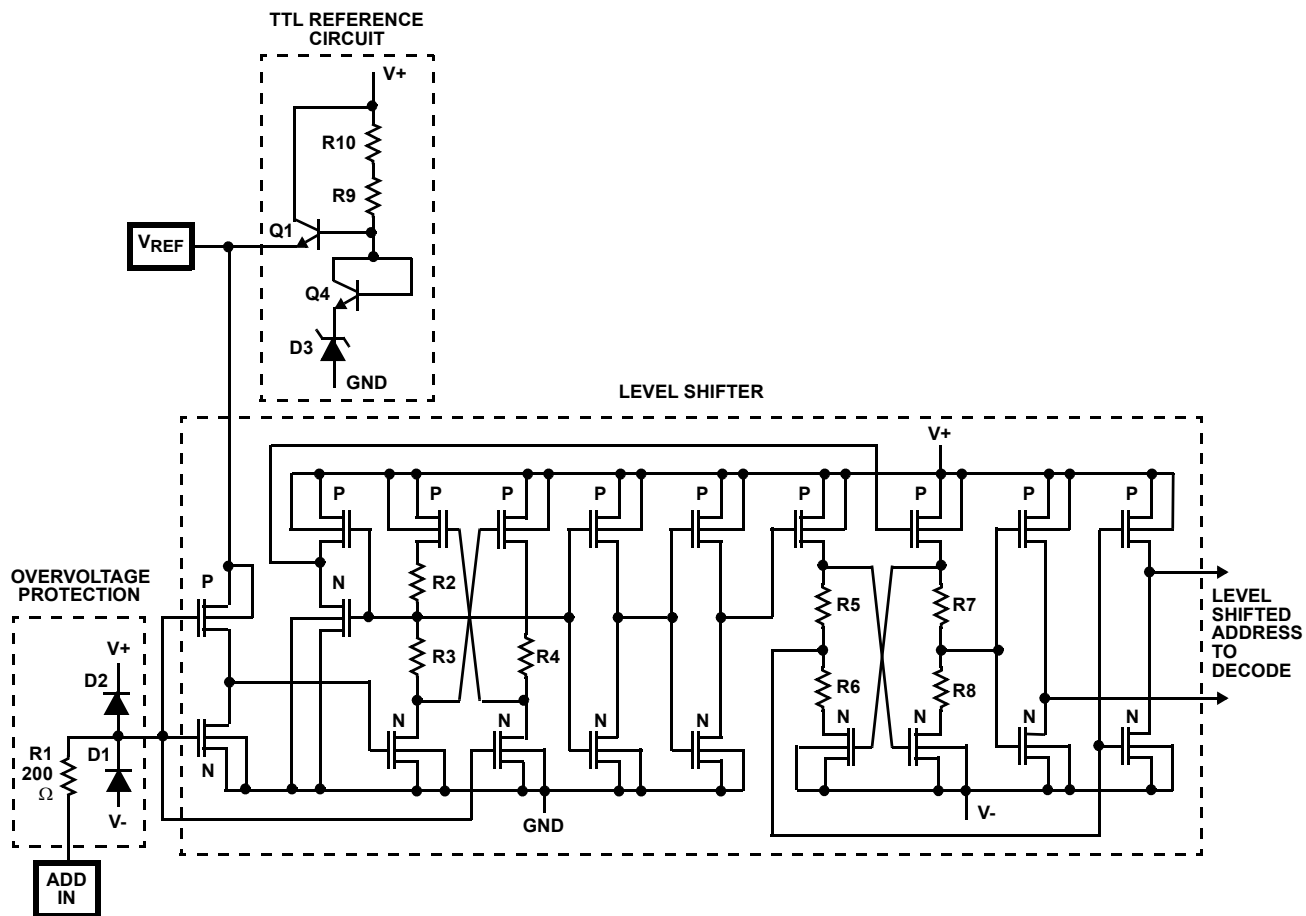 TTL REFERENCE
CIRCUIT
V+
R10
R9
VREF
Q1
Q4
D3
GND
LEVEL SHIFTER
V+
P
P
P
P
P
P
P
P
P
OVERVOLTAGE
PROTECTION
P
N
R2
R5
R7
LEVEL
SHIFTED
ADDRESS
TO
DECODE
V+
R3
R4
D2
R6
R8
N
N
N
N
N
N
N
N
N
R1
200
Ω
D1
N
V-
GND
V-
ADD
IN